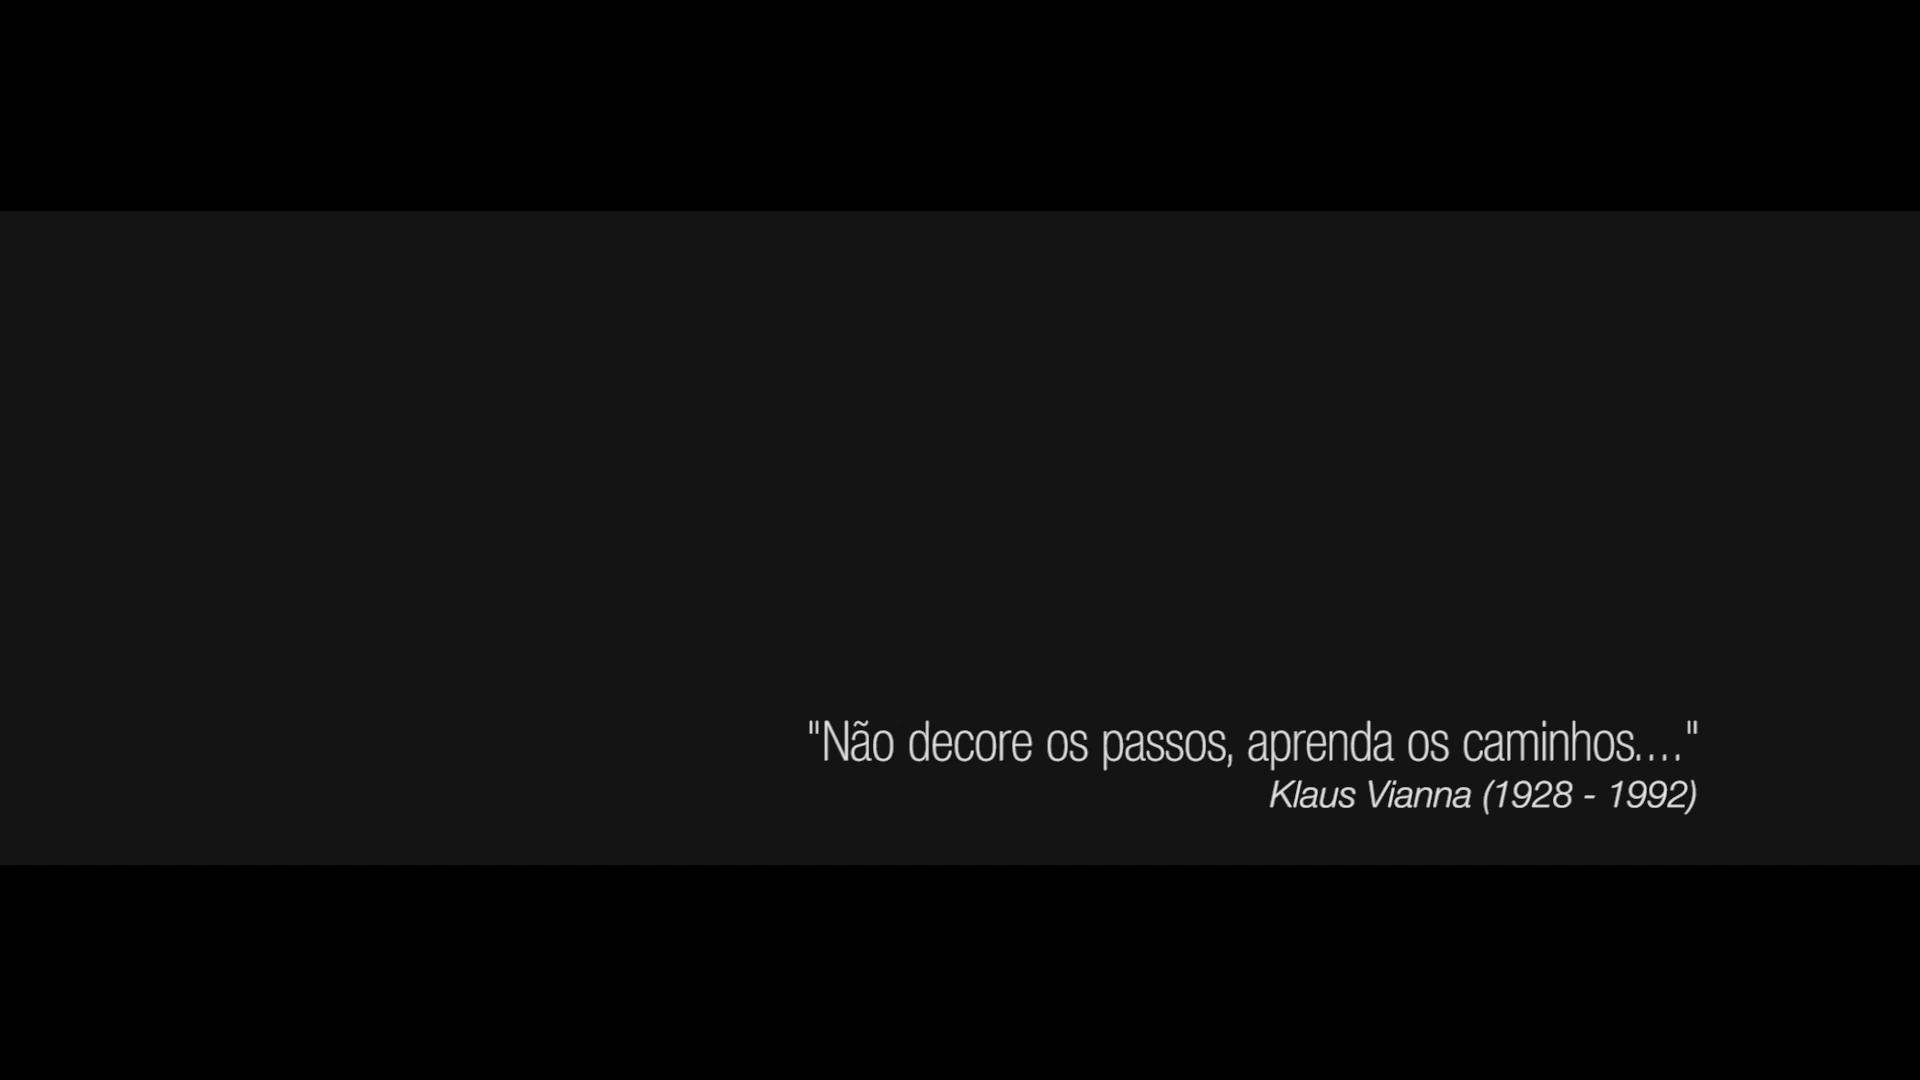 "Não decore os passos, aprenda os caminhos...."
Klaus Vianna (1928 - 1992)